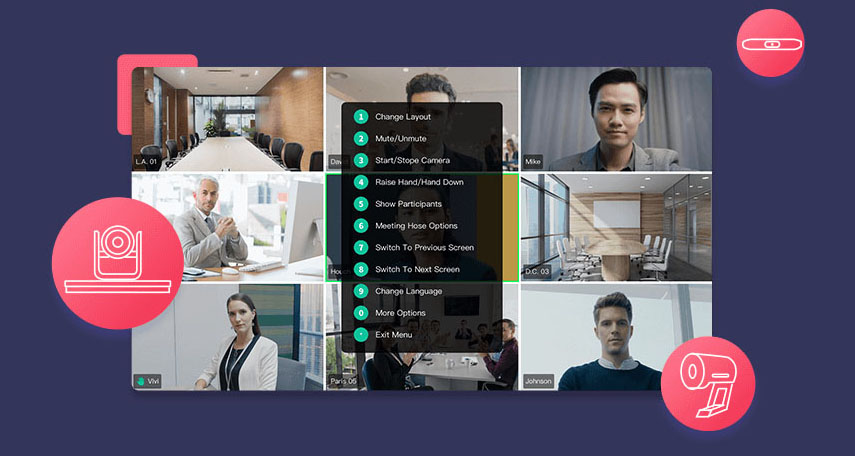 L.A. 01
Mike
1 Change Layout
2 Mute/Unmute
3 Start/Stope Camera
4 Raise Hand/Hand Down
5 Show Participants
6 Meeting Hose Options
7 Switch To Previous Screen
8 Switch To Next Screen
9 Change Language
0 More Options
* Exit Menu
D.C. 03
Vivi
Paris 05
Johnson